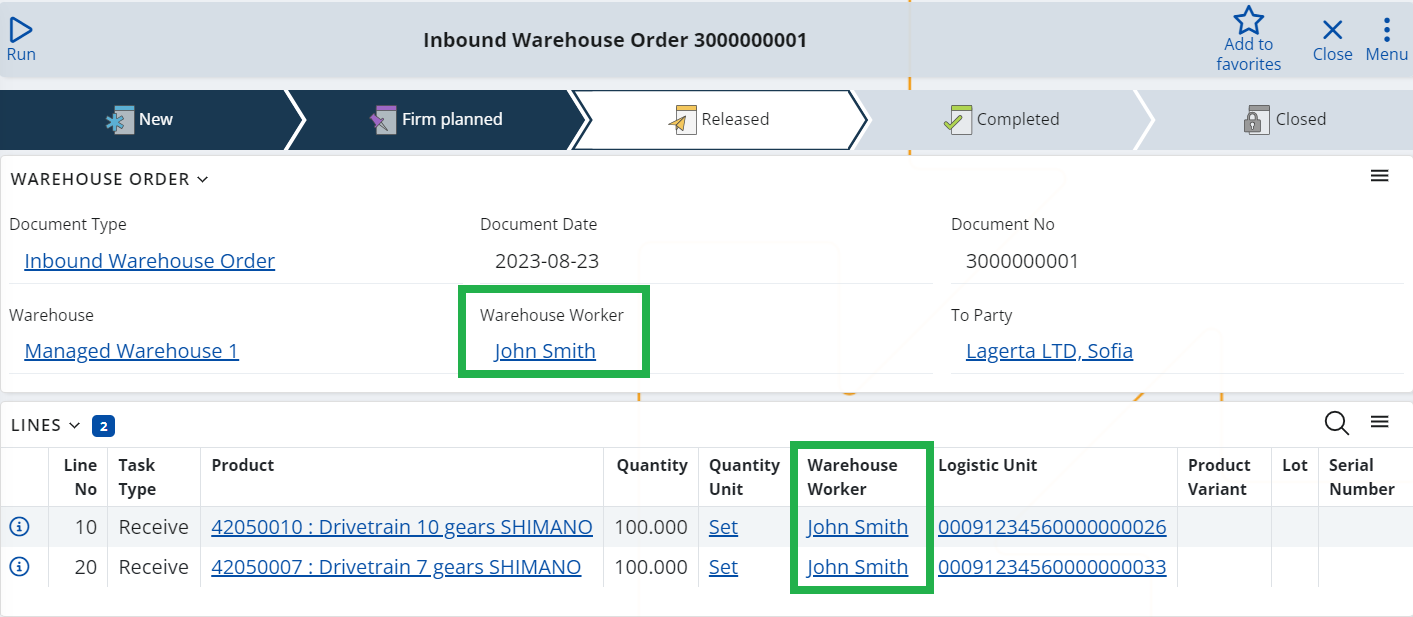 Run
Inbound Warehouse Order 3000000001
Add to
favorites
Close
Menu
New
Firm planned
Released
Completed
Closed
WAREHOUSE ORDER
Document Type
Document Date
Document No
Inbound Warehouse Order
2023-08-23
3000000001
Warehouse
Warehouse Worker
To Party
Managed Warehouse 1
John Smith
Lagerta LTD, Sofia
LINES 2
Line No Task Type Product Quantity Quantity Unit Warehouse Worker Logistic Unit Product Variant Lot Serial Number
10 Receive 42050010 : Drivetrain 10 gears SHIMANO 100.000 Set John Smith 00091234560000000026
20 Receive 42050007 : Drivetrain 7 gears SHIMANO 100.000 Set John Smith 00091234560000000033